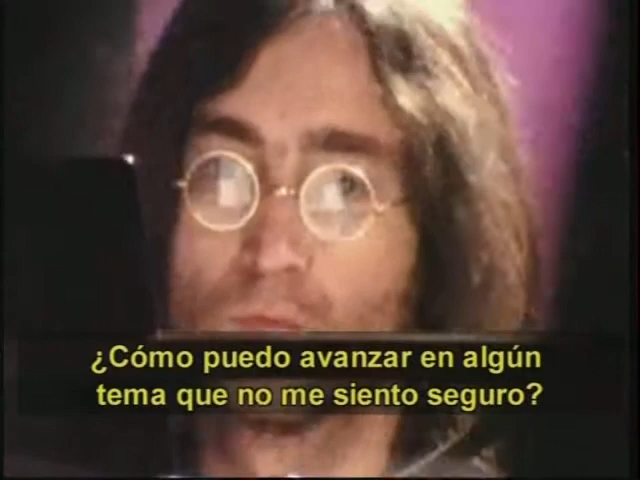 ¿Cómo puedo avanzar en algún
tema que no me siento seguro?